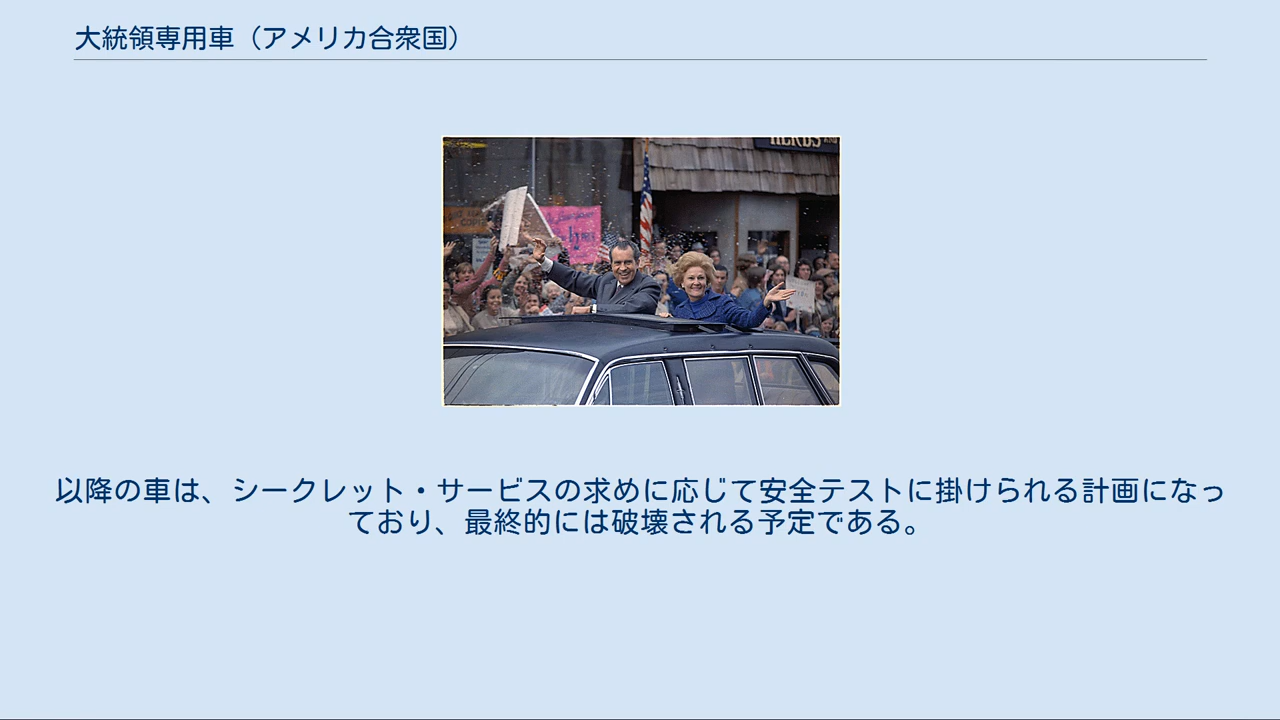 大統領専用車（アメリカ合衆国）
HERBS
以降の車は、シークレット・サービスの求めに応じて安全テストに掛けられる計画になっ
ており、最終的には破壊される予定である。